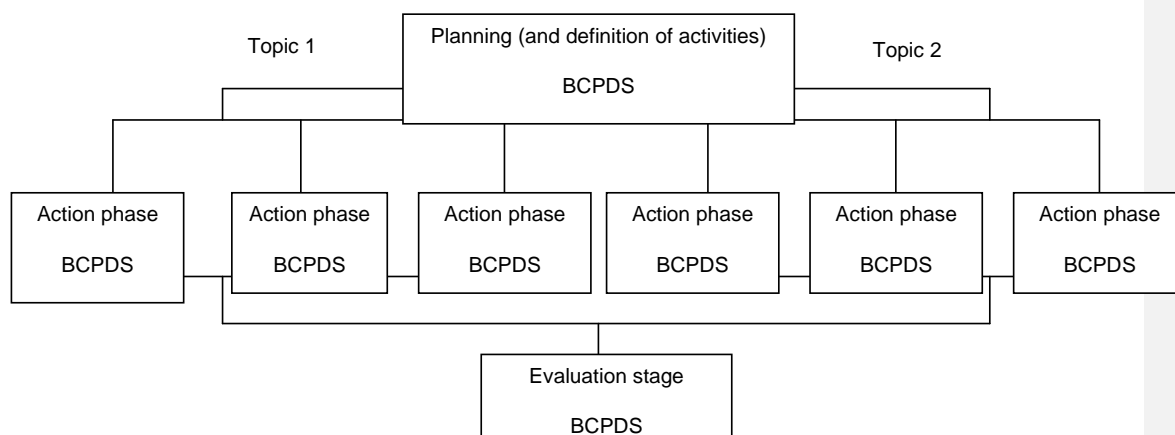 Planning (and definition of activities)
BCPDS
Topic 1
Topic 2
Action phase
BCPDS
Action phase
BCPDS
Action phase
BCPDS
Action phase
BCPDS
Action phase
BCPDS
Action phase
BCPDS
Evaluation stage
BCPDS